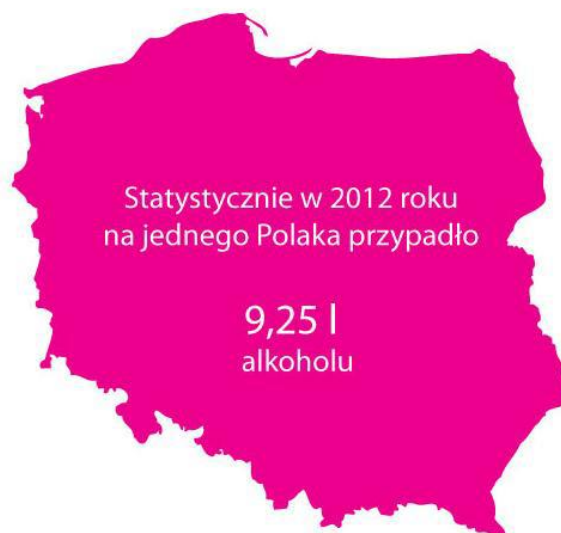 Statystycznie w 2012 roku
na jednego Polaka przypadło
9,25 l
alkoholu